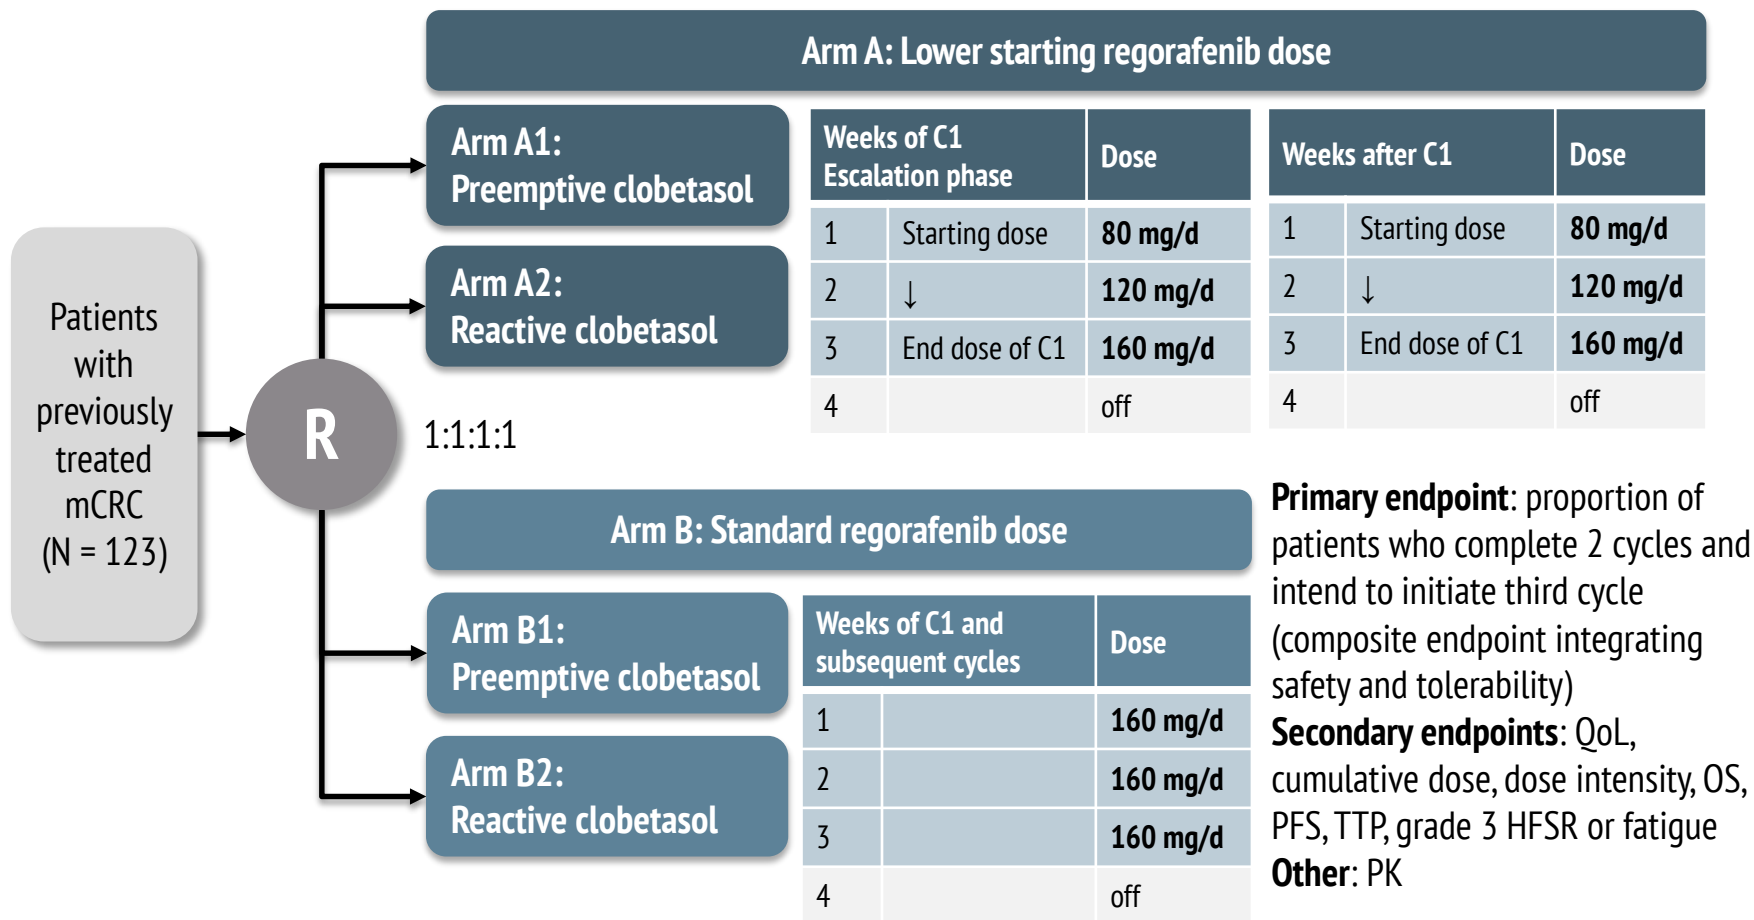 Arm A: Lower starting regorafenib dose
Arm A1:
Preemptive clobetasol
Arm A2:
Reactive clobetasol
Weeks of C1
Escalation phase
Dose
1 Starting dose 80 mg/d
2 ↓ 120 mg/d
3 End dose of C1 160 mg/d
4 off
Weeks after C1 Dose
1 Starting dose 80 mg/d
2 ↓ 120 mg/d
3 End dose of C1 160 mg/d
4 off
Patients
with
previously
treated
mCRC
(N = 123)
R
1:1:1:1
Arm B: Standard regorafenib dose
Arm B1:
Preemptive clobetasol
Arm B2:
Reactive clobetasol
Weeks of C1 and
subsequent cycles
Dose
1 160 mg/d
2 160 mg/d
3 160 mg/d
4 off
Primary endpoint: proportion of
patients who complete 2 cycles and
intend to initiate third cycle
(composite endpoint integrating
safety and tolerability)
Secondary endpoints: QoL,
cumulative dose, dose intensity, OS,
PFS, TTP, grade 3 HFSR or fatigue
Other: PK